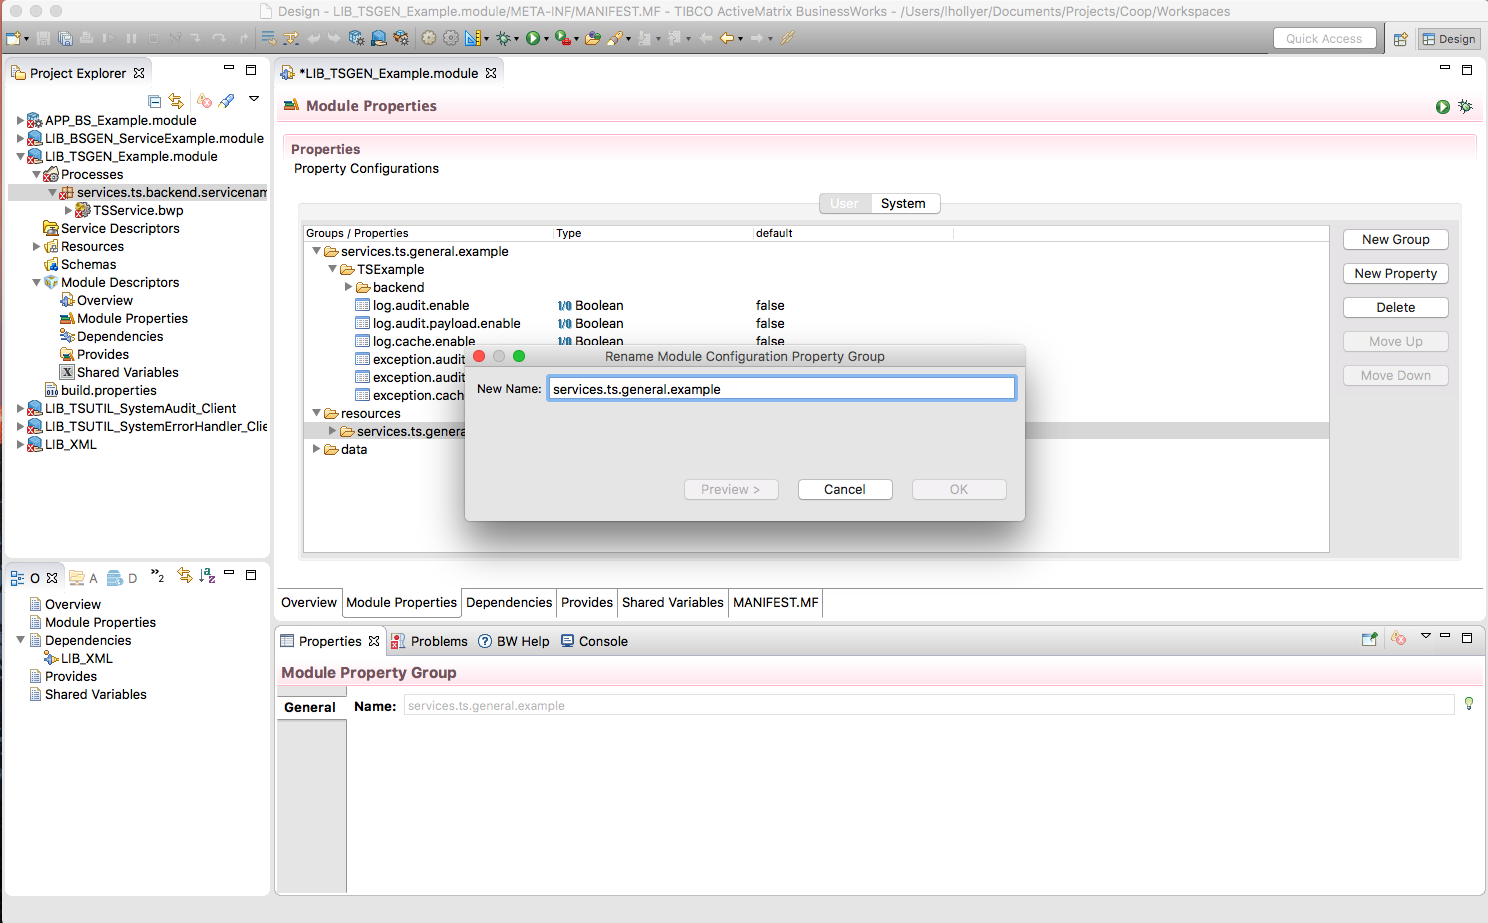 Design - LIB_TSGEN_Example.module/META-INF/MANIFEST.MF - TIBCO ActiveMatrix BusinessWorks - /Users/lhollyer/Documents/Projects/Coop/Workspaces
Quick Access
Design
Project Explorer
APP_BS_Example.module
LIB_BSGEN_ServiceExample.module
LIB_TSGEN_Example.module
Processes
services.ts.backend.servicenam
TSService.bwp
Service Descriptors
Resources
Schemas
Module Descriptors
Overview
Module Properties
Dependencies
Provides
Shared Variables
build.properties
LIB_TSUTIL_SystemAudit_Client
LIB_TSUTIL_SystemErrorHandler_Clie
LIB_XML
O A D »2
Overview
Module Properties
Dependencies
LIB_XML
Provides
Shared Variables
*LIB_TSGEN_Example.module
Module Properties
Properties
Property Configurations
User System
Groups / Properties Type default
services.ts.general.example
TSExample
backend
log.audit.enable 1/0 Boolean false
log.audit.payload.enable 1/0 Boolean false
log.cache.enable 1/0 Boolean false
exception.audit
exception.audit
exception.cach
resources
services.ts.genera
data
New Group
New Property
Delete
Move Up
Move Down
Rename Module Configuration Property Group
New Name: services.ts.general.example
Preview > Cancel OK
Overview Module Properties Dependencies Provides Shared Variables MANIFEST.MF
Properties Problems BW Help Console
Module Property Group
General Name: services.ts.general.example